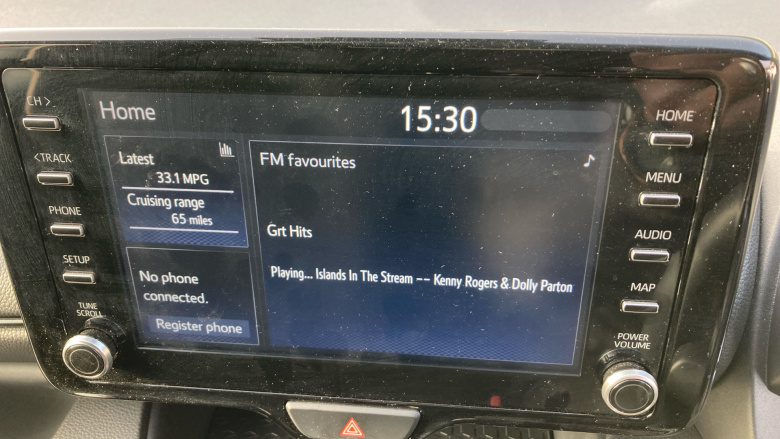 CH >
< TRACK
PHONE
SETUP
TUNE
SCROLL
Home
15:30
Latest
33.1 MPG
Cruising range
65 miles
No phone
connected.
Register phone
FM favourites
Grt Hits
Playing... Islands In The Stream -- Kenny Rogers & Dolly Parton
HOME
MENU
AUDIO
MAP
POWER
VOLUME